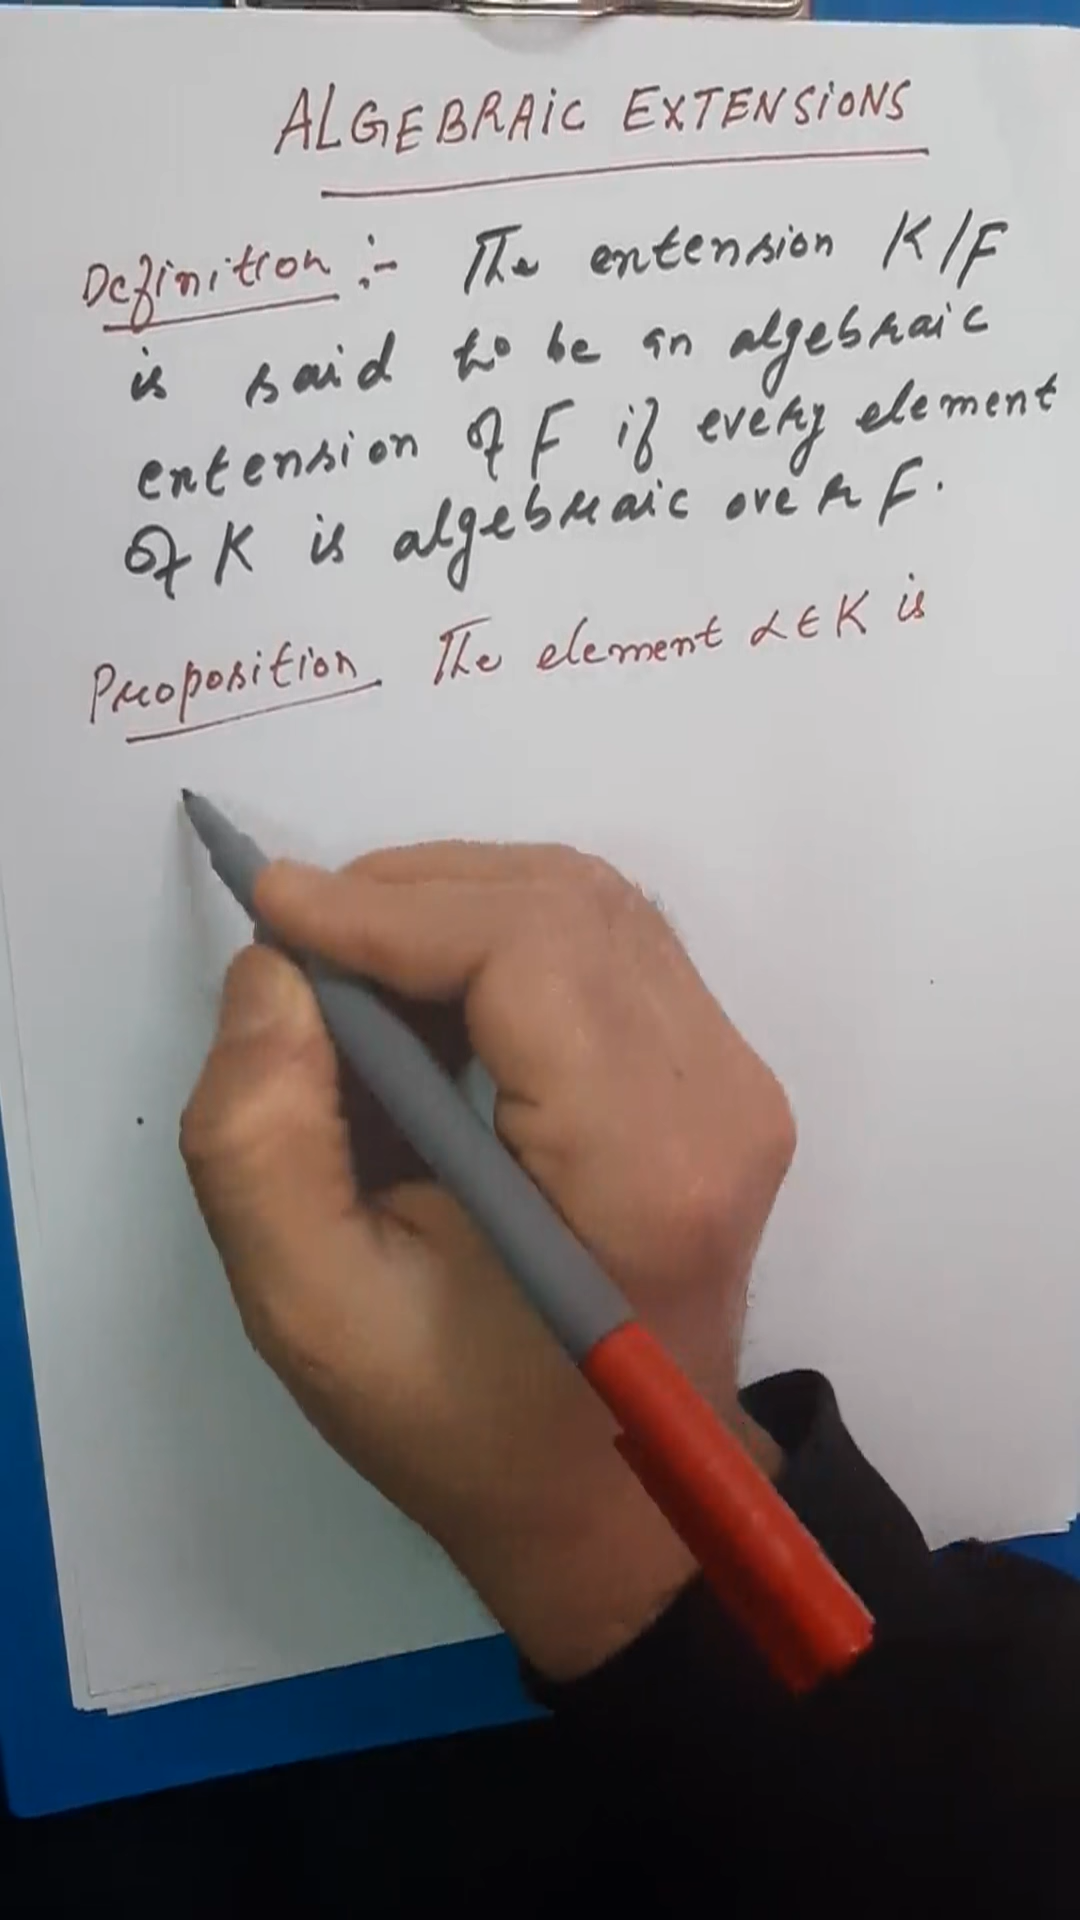 ALGEBRAIC EXTENSIONS
Definition :- The extension K/F
is said to be an algebraic
extension of F if every element
of K is algebraic over F.
Proposition The element α ∈ K is